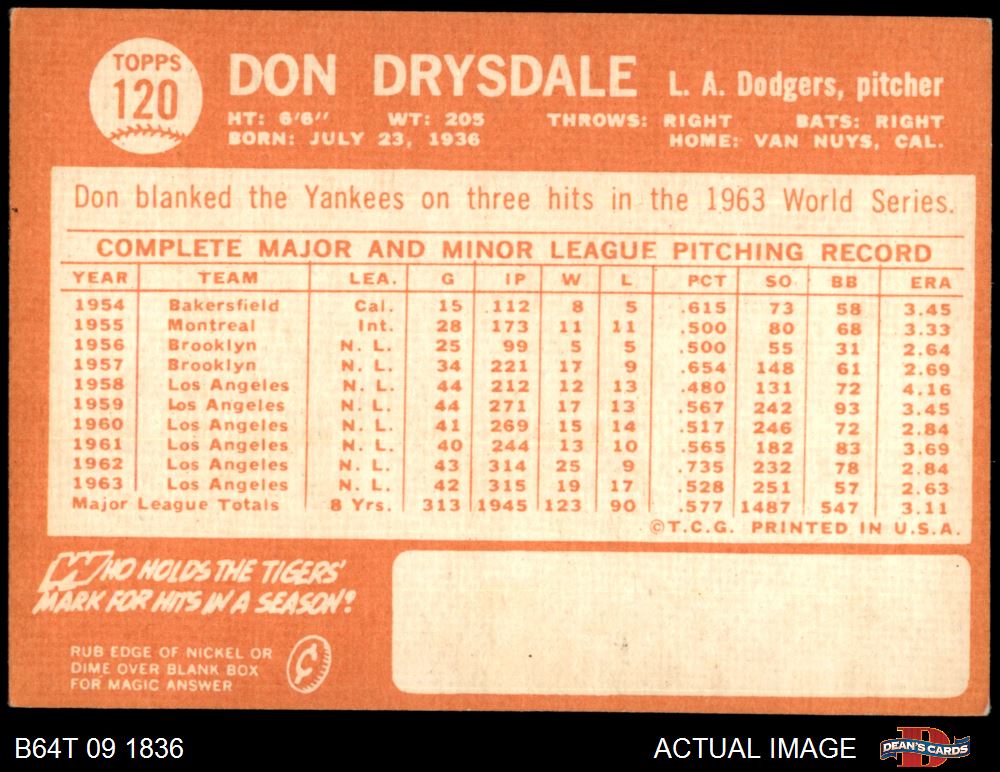 TOPPS
120
DON DRYSDALE L. A. Dodgers, pitcher
HT: 6'6" WT: 205 THROWS: RIGHT BATS: RIGHT
BORN: JULY 23, 1936 HOME: VAN NUYS, CAL.
Don blanked the Yankees on three hits in the 1963 World Series.
COMPLETE MAJOR AND MINOR LEAGUE PITCHING RECORD
YEAR TEAM LEA. G IP W L PCT SO BB ERA
1954 Bakersfield Cal. 15 112 8 5 .615 73 58 3.45
1955 Montreal Int. 28 173 11 11 .500 80 68 3.33
1956 Brooklyn N. L. 25 99 5 5 .500 55 31 2.64
1957 Brooklyn N. L. 34 221 17 9 .654 148 61 2.69
1958 Los Angeles N. L. 44 212 12 13 .480 131 72 4.16
1959 Los Angeles N. L. 44 271 17 13 .567 242 93 3.45
1960 Los Angeles N. L. 41 269 15 14 .517 246 72 2.84
1961 Los Angeles N. L. 40 244 13 10 .565 182 83 3.69
1962 Los Angeles N. L. 43 314 25 9 .735 232 78 2.84
1963 Los Angeles N. L. 42 315 19 17 .528 251 57 2.63
Major League Totals 8 Yrs. 313 1945 123 90 .577 1487 547 3.11
©T.C.G. PRINTED IN U.S.A.
WHO HOLDS THE TIGERS'
MARK FOR HITS IN A SEASON?
RUB EDGE OF NICKEL OR
DIME OVER BLANK BOX
FOR MAGIC ANSWER
¢
B64T 09 1836 ACTUAL IMAGE DEAN'S CARDS